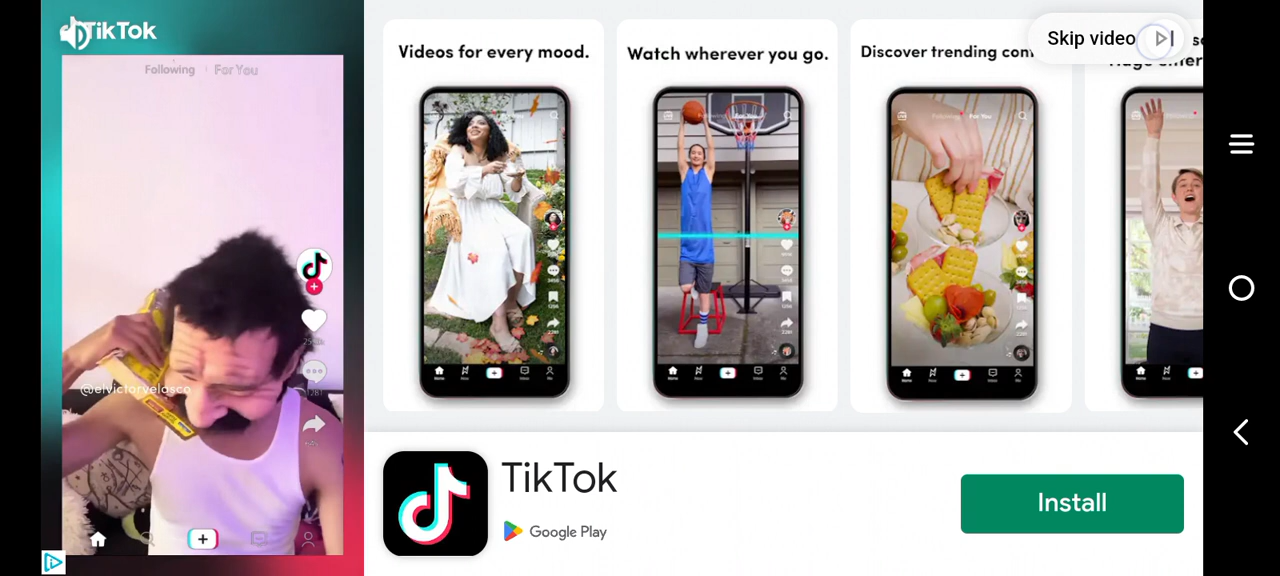 TikTok
Following
For You
@elvictorvelosco
Videos for every mood.
Watch wherever you go.
Discover trending con
Skip video
TikTok
Google Play
Install